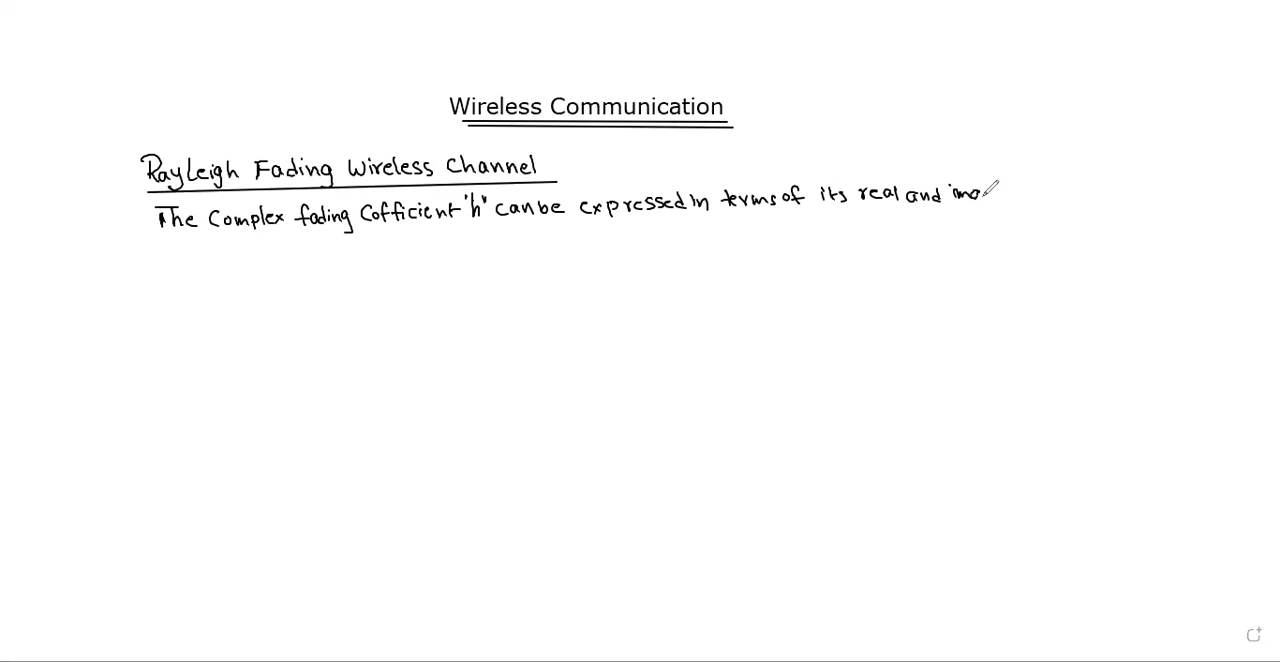 Wireless Communication
Rayleigh Fading Wireless Channel
The Complex fading Cofficient 'h' can be expressed in terms of its real and